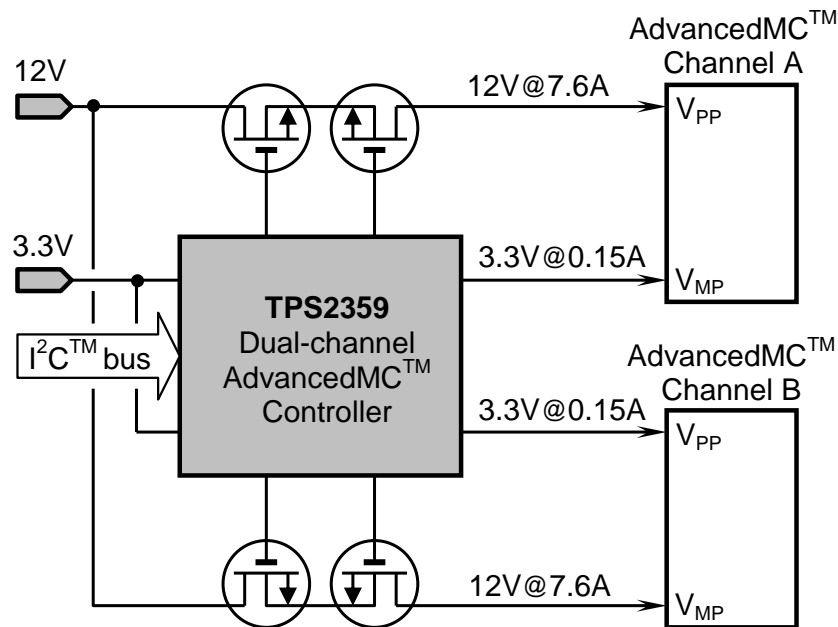 AdvancedMC™
Channel A
12V
12V@7.6A
V_PP
3.3V
3.3V@0.15A
V_MP
TPS2359
Dual-channel
AdvancedMC™
Controller
I²C™ bus
AdvancedMC™
Channel B
3.3V@0.15A
V_PP
12V@7.6A
V_MP